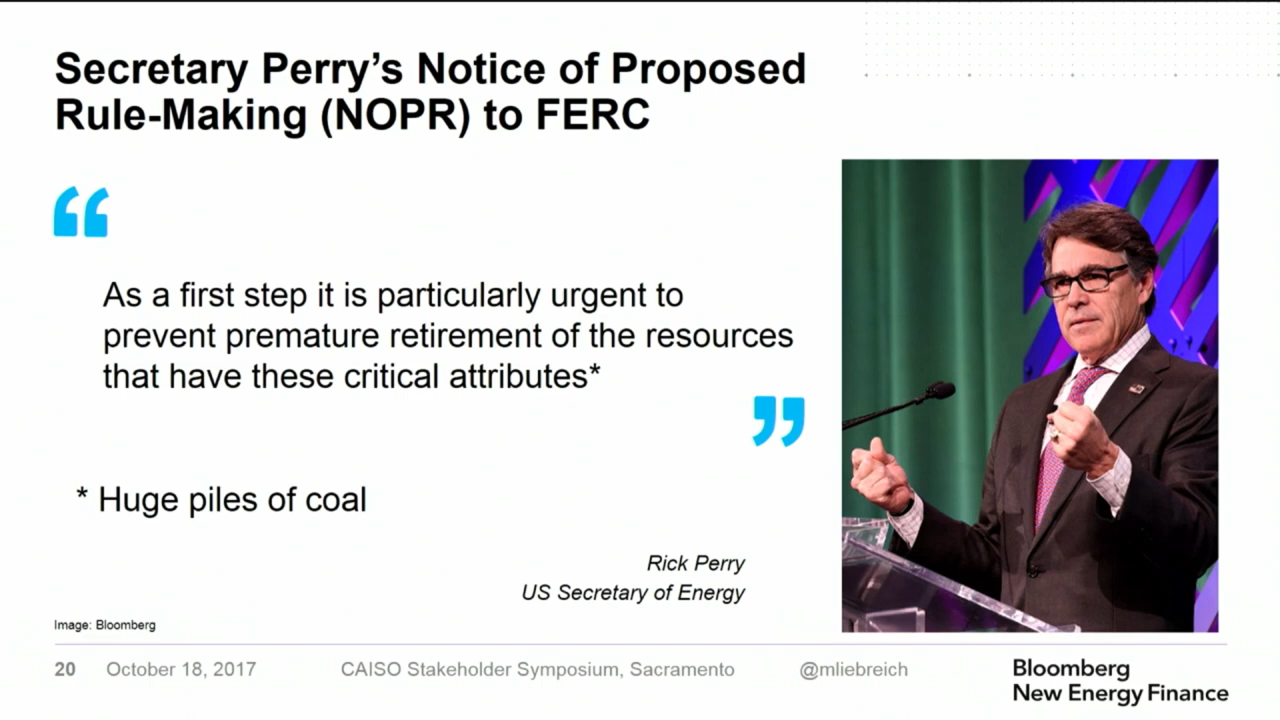 Secretary Perry’s Notice of Proposed
Rule-Making (NOPR) to FERC
“
As a first step it is particularly urgent to
prevent premature retirement of the resources
that have these critical attributes*
”
* Huge piles of coal
Rick Perry
US Secretary of Energy
Image: Bloomberg
20 October 18, 2017 CAISO Stakeholder Symposium, Sacramento @mliebreich
Bloomberg
New Energy Finance